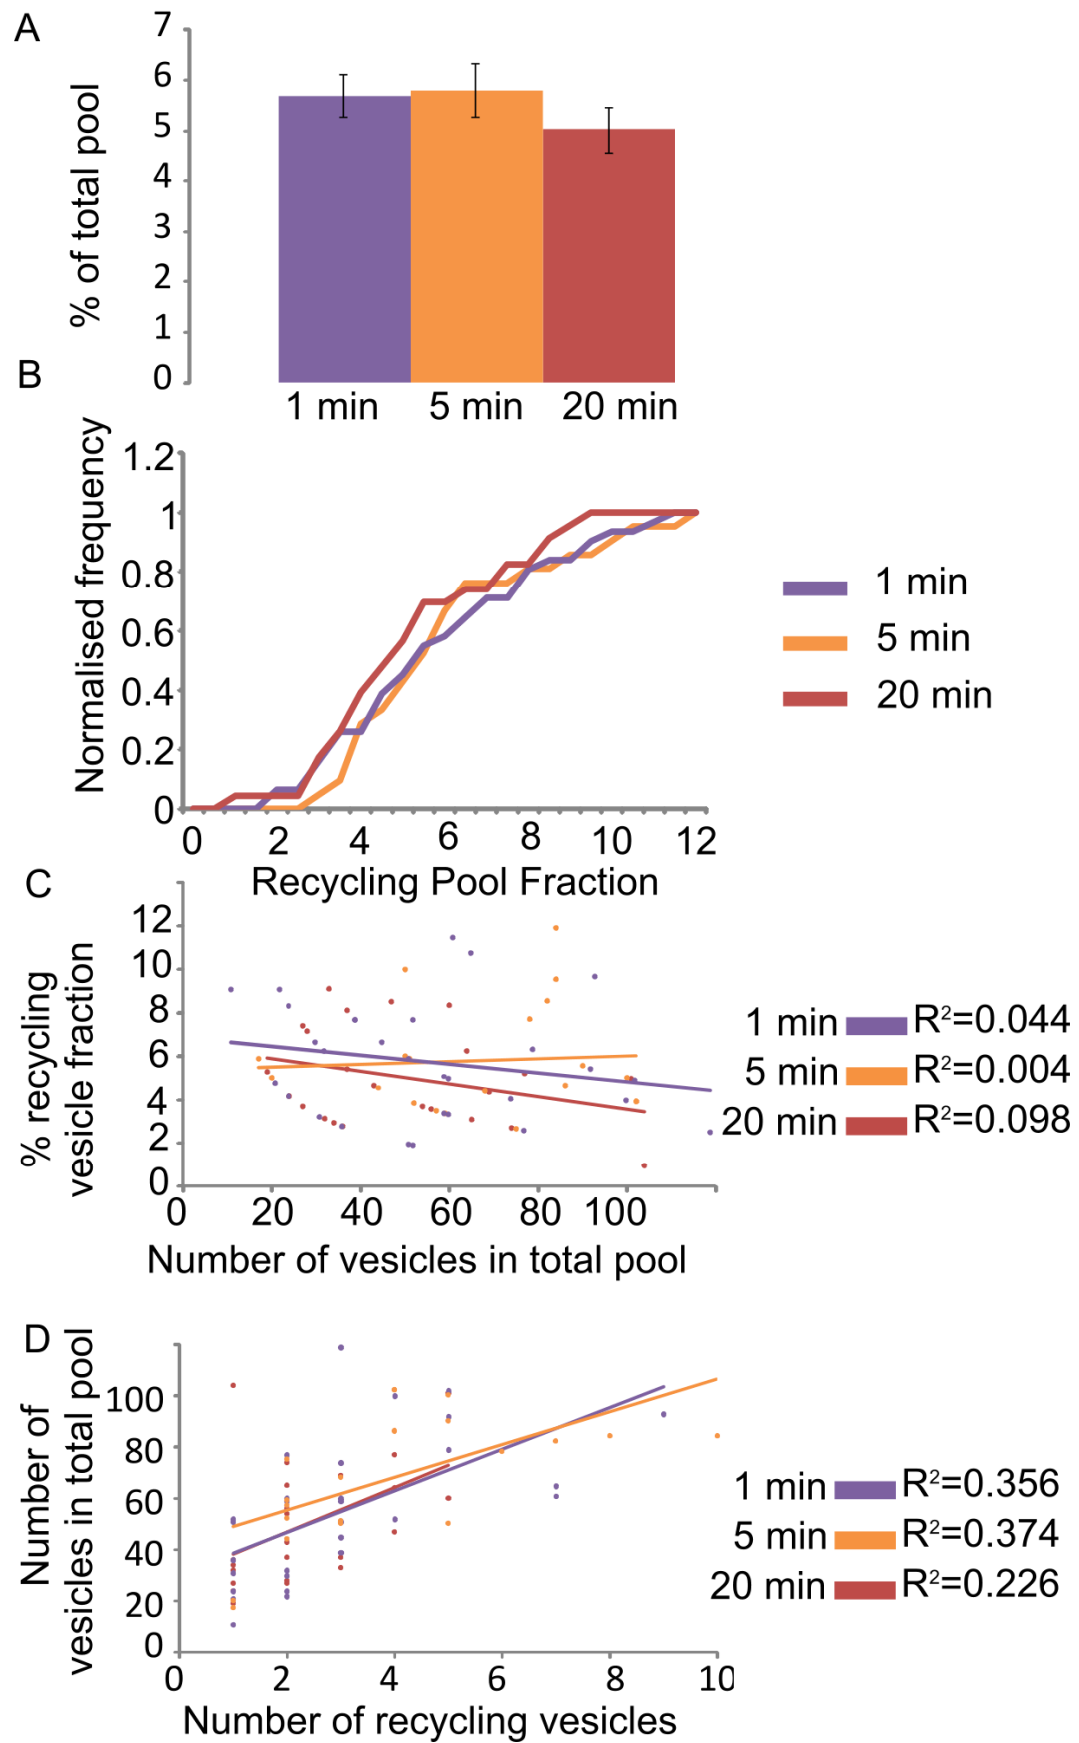 A
% of total pool
7
6
5
4
3
2
1
0
1 min 5 min 20 min
B
Normalised frequency
1.2
1
0.8
0.6
0.4
0.2
0
0 2 4 6 8 10 12
Recycling Pool Fraction
1 min
5 min
20 min
C
% recycling
vesicle fraction
12
10
8
6
4
2
0
0 20 40 60 80 100
Number of vesicles in total pool
1 min R²=0.044
5 min R²=0.004
20 min R²=0.098
D
Number of
vesicles in total pool
100
80
60
40
20
0
0 2 4 6 8 10
Number of recycling vesicles
1 min R²=0.356
5 min R²=0.374
20 min R²=0.226